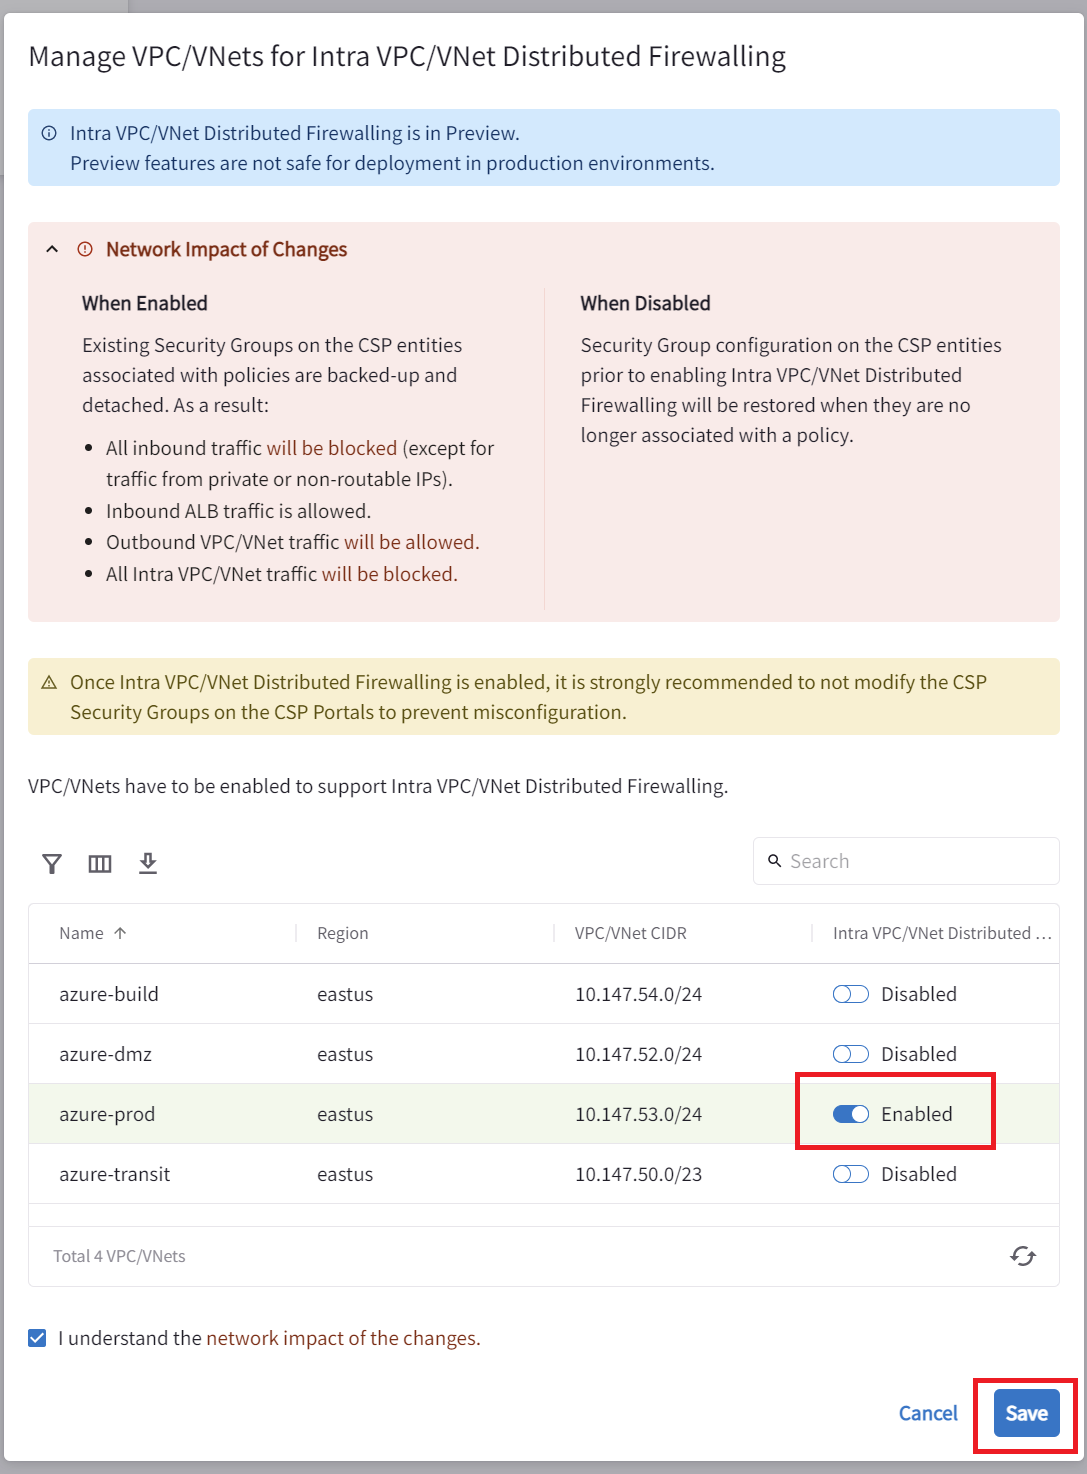 Manage VPC/VNets for Intra VPC/VNet Distributed Firewalling
Intra VPC/VNet Distributed Firewalling is in Preview.
Preview features are not safe for deployment in production environments.
Network Impact of Changes
When Enabled
Existing Security Groups on the CSP entities
associated with policies are backed-up and
detached. As a result:
All inbound traffic will be blocked (except for
traffic from private or non-routable IPs).
Inbound ALB traffic is allowed.
Outbound VPC/VNet traffic will be allowed.
All Intra VPC/VNet traffic will be blocked.
When Disabled
Security Group configuration on the CSP entities
prior to enabling Intra VPC/VNet Distributed
Firewalling will be restored when they are no
longer associated with a policy.
Once Intra VPC/VNet Distributed Firewalling is enabled, it is strongly recommended to not modify the CSP
Security Groups on the CSP Portals to prevent misconfiguration.
VPC/VNets have to be enabled to support Intra VPC/VNet Distributed Firewalling.
Search
Name Region VPC/VNet CIDR Intra VPC/VNet Distributed ...
azure-build eastus 10.147.54.0/24 Disabled
azure-dmz eastus 10.147.52.0/24 Disabled
azure-prod eastus 10.147.53.0/24 Enabled
azure-transit eastus 10.147.50.0/23 Disabled
Total 4 VPC/VNets
I understand the network impact of the changes.
Cancel Save